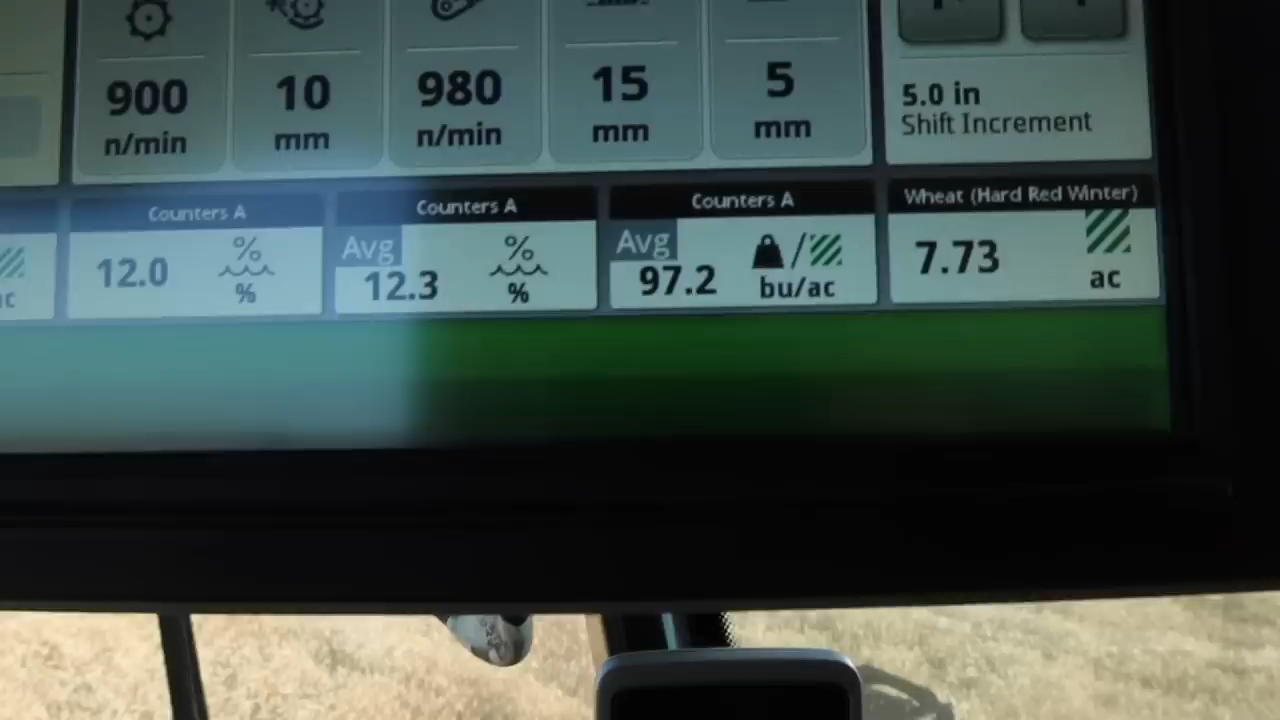 900
n/min
10
mm
980
n/min
15
mm
5
mm
5.0 in
Shift Increment
Counters A
12.0
%
%
Counters A
Avg
12.3
%
%
Counters A
Avg
97.2
/
bu/ac
Wheat (Hard Red Winter)
7.73
ac